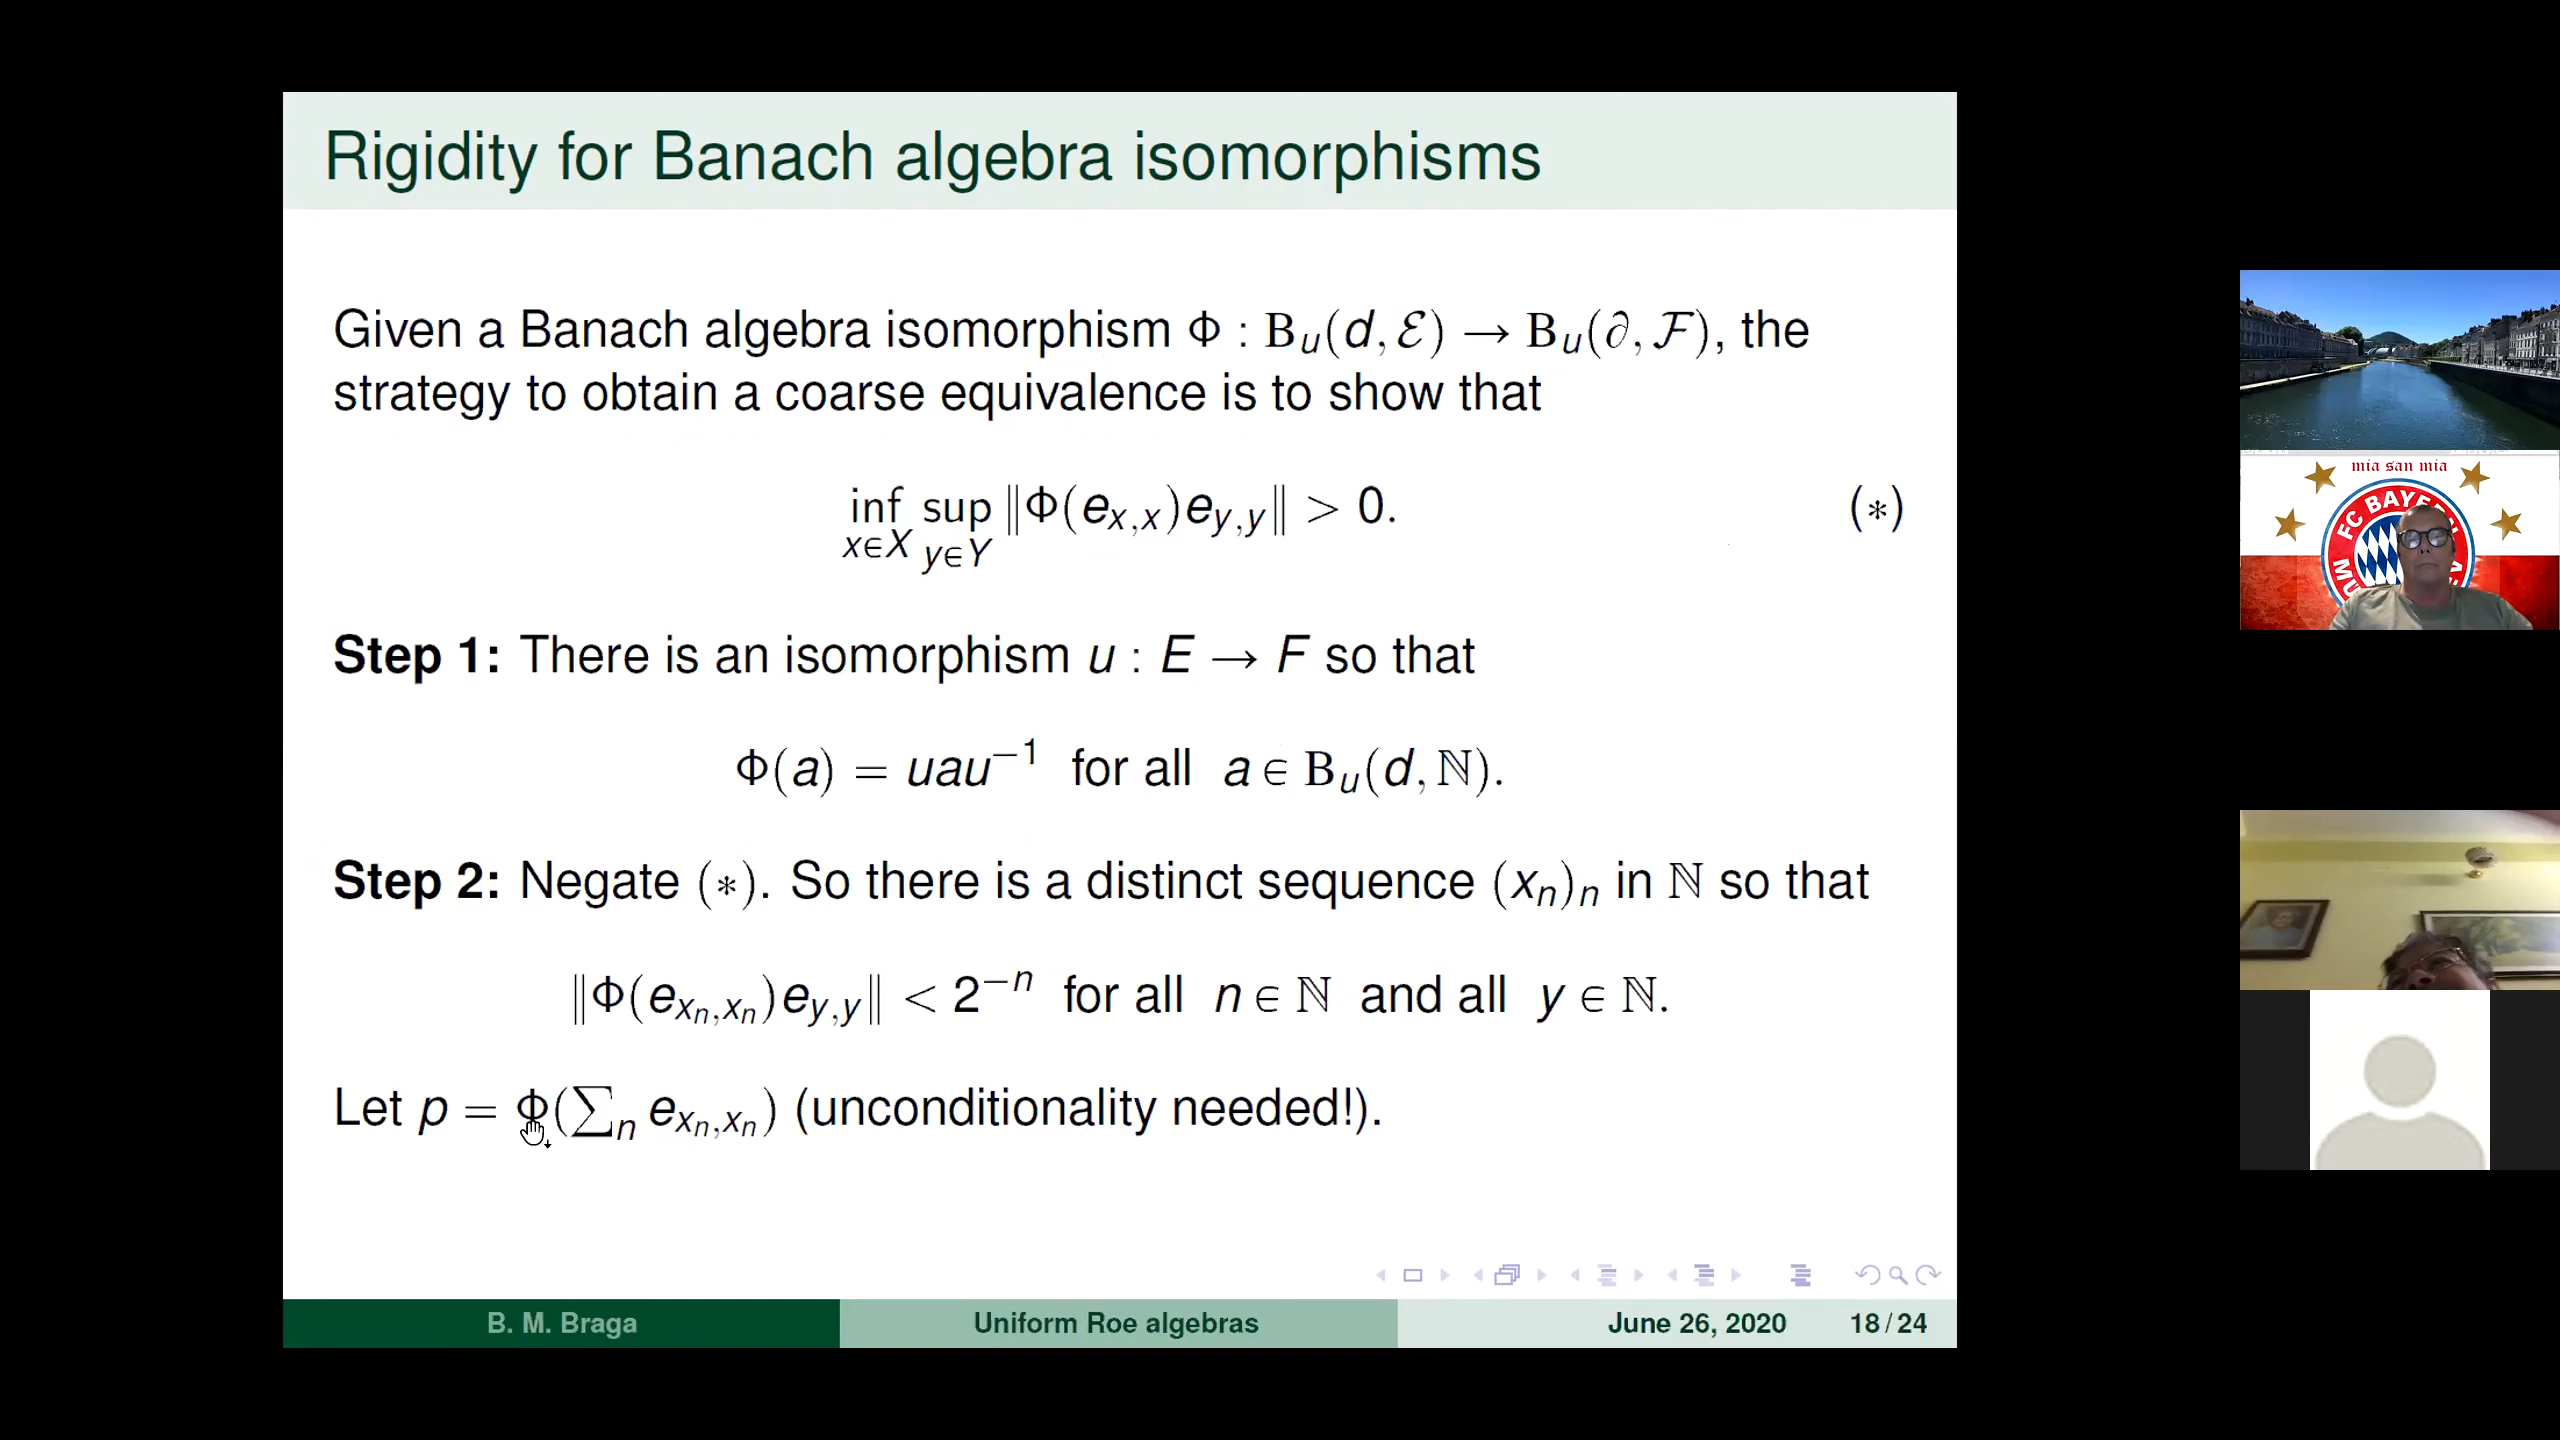 Rigidity for Banach algebra isomorphisms
Given a Banach algebra isomorphism Φ : B_u(d, ℰ) → B_u(∂, ℱ), the
strategy to obtain a coarse equivalence is to show that
inf_{x∈X} sup_{y∈Y} ‖Φ(e_{x,x})e_{y,y}‖ > 0. (∗)
Step 1: There is an isomorphism u : E → F so that
Φ(a) = uau^{−1} for all a ∈ B_u(d, ℕ).
Step 2: Negate (∗). So there is a distinct sequence (x_n)_n in ℕ so that
‖Φ(e_{x_n,x_n})e_{y,y}‖ < 2^{−n} for all n ∈ ℕ and all y ∈ ℕ.
Let p = Φ(∑_n e_{x_n,x_n}) (unconditionality needed!).
B. M. Braga Uniform Roe algebras June 26, 2020 18 / 24
mia san mia
FC BAYE